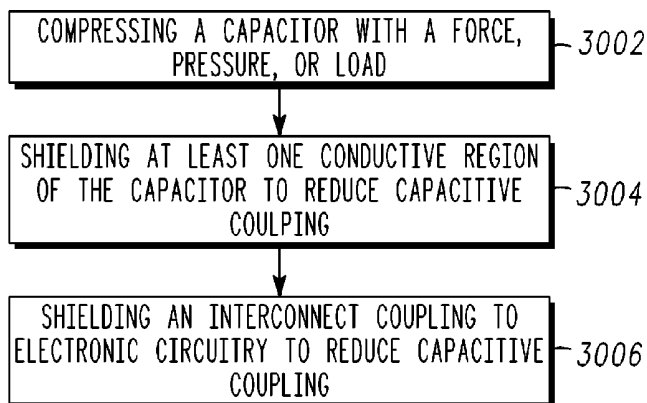 COMPRESSING A CAPACITOR WITH A FORCE,
PRESSURE, OR LOAD
3002
SHIELDING AT LEAST ONE CONDUCTIVE REGION
OF THE CAPACITOR TO REDUCE CAPACITIVE
COULPING
3004
SHIELDING AN INTERCONNECT COUPLING TO
ELECTRONIC CIRCUITRY TO REDUCE CAPACITIVE
COUPLING
3006